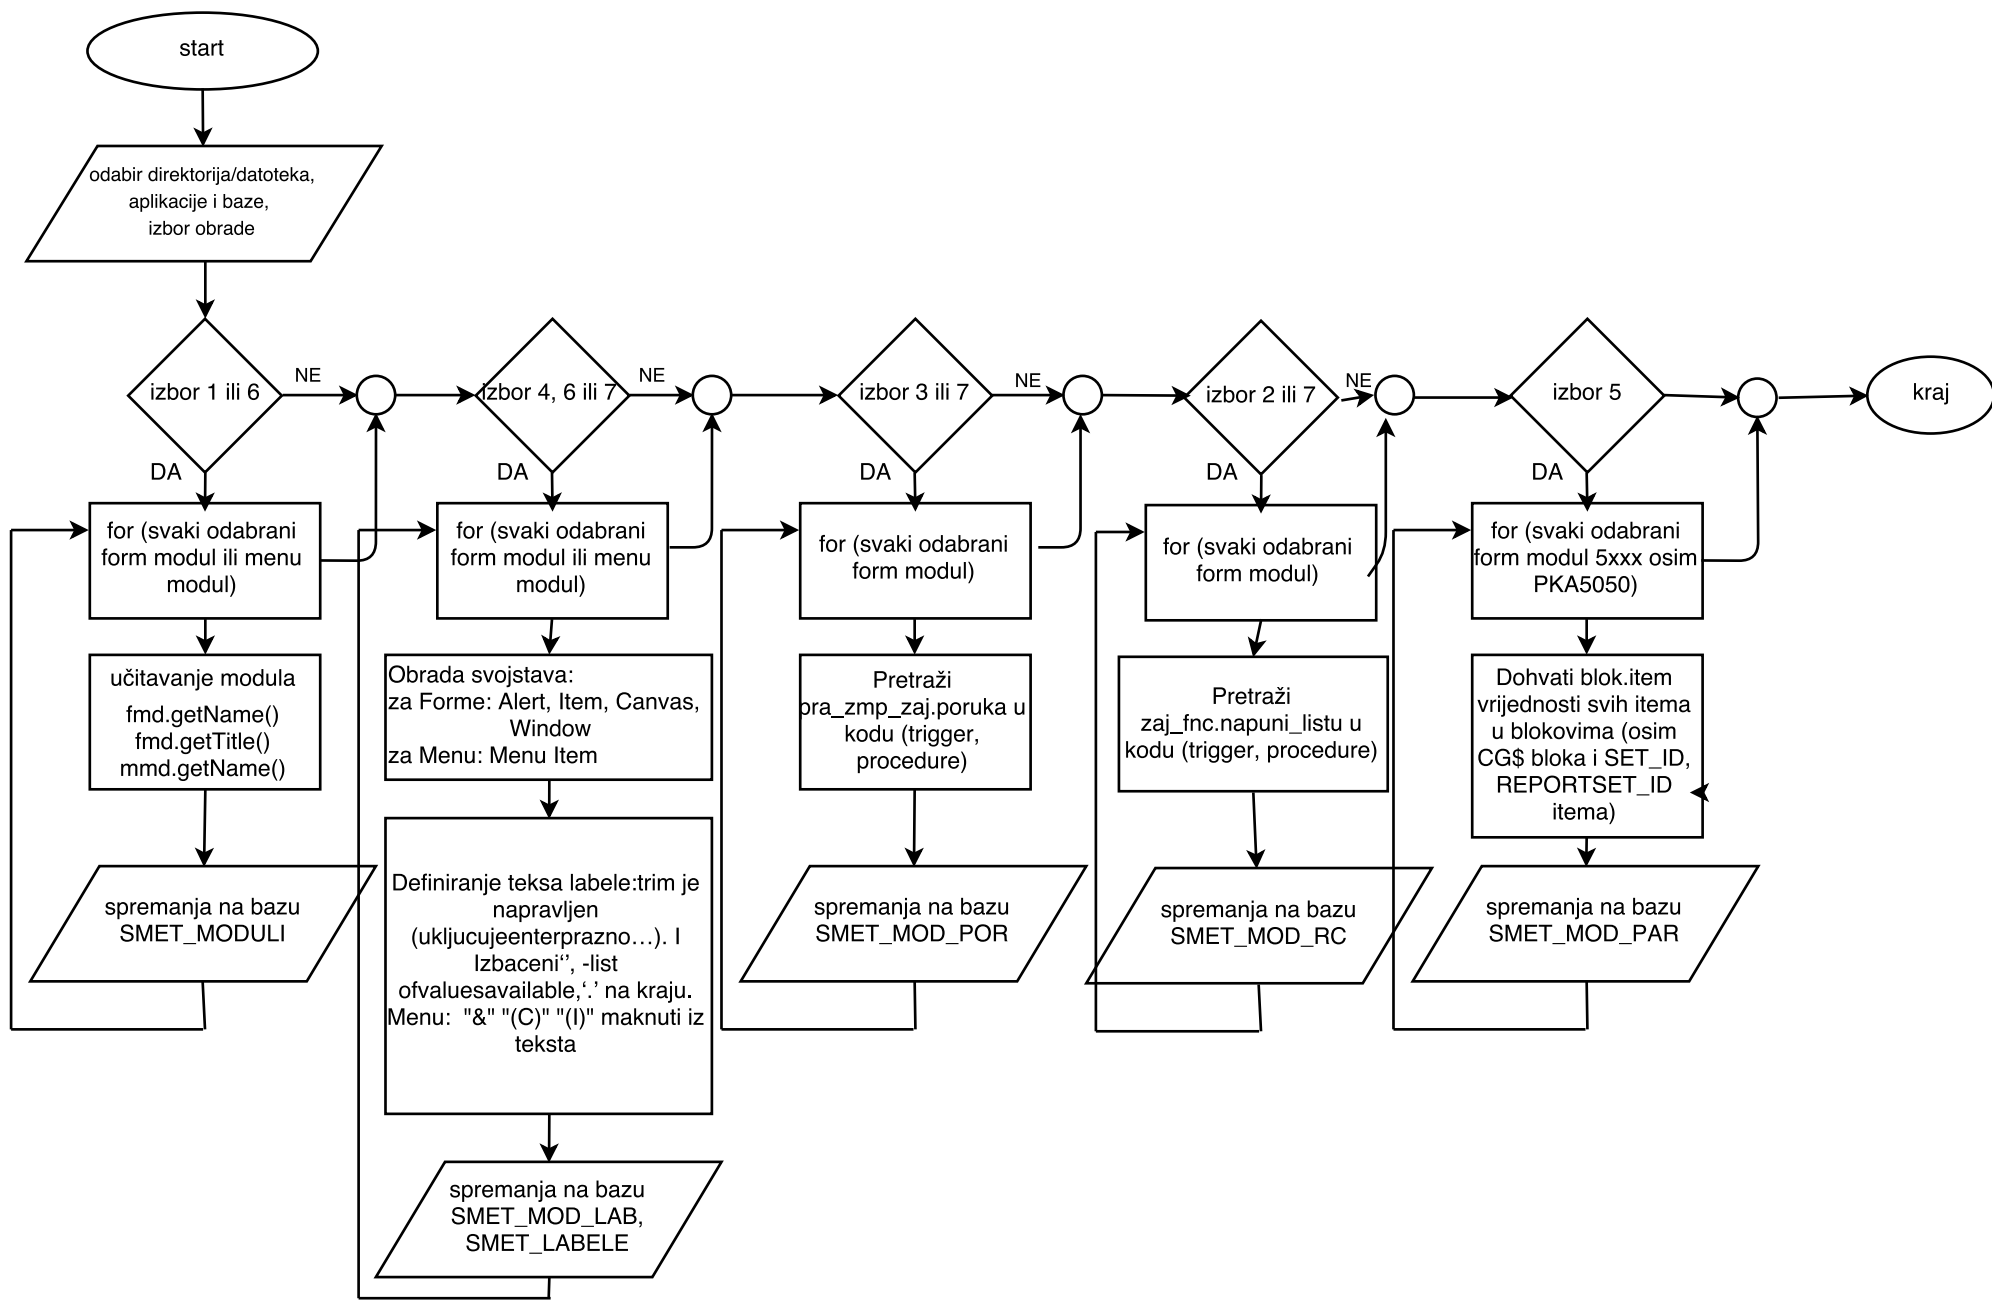 start
odabir direktorija/datoteka,
aplikacije i baze,
izbor obrade
izbor 1 ili 6
NE
DA
for (svaki odabrani
form modul ili menu
modul)
učitavanje modula
fmd.getName()
fmd.getTitle()
mmd.getName()
spremanja na bazu
SMET_MODULI
izbor 4, 6 ili 7
NE
DA
for (svaki odabrani
form modul ili menu
modul)
Obrada svojstava:
za Forme: Alert, Item, Canvas,
Window
za Menu: Menu Item
Definiranje teksa labele:trim je
napravljen
(ukljucujeenterprazno…). I
Izbaceni‘’, -list
ofvaluesavailable,‘.’ na kraju.
Menu:  "&" "(C)" "(I)" maknuti iz
teksta
spremanja na bazu
SMET_MOD_LAB,
SMET_LABELE
izbor 3 ili 7
NE
DA
for (svaki odabrani
form modul)
Pretraži
pra_zmp_zaj.poruka u
kodu (trigger,
procedure)
spremanja na bazu
SMET_MOD_POR
izbor 2 ili 7
NE
DA
for (svaki odabrani
form modul)
Pretraži
zaj_fnc.napuni_listu u
kodu (trigger, procedure)
spremanja na bazu
SMET_MOD_RC
izbor 5
DA
for (svaki odabrani
form modul 5xxx osim
PKA5050)
Dohvati blok.item
vrijednosti svih itema
u blokovima (osim
CG$ bloka i SET_ID,
REPORTSET_ID
itema)
spremanja na bazu
SMET_MOD_PAR
kraj